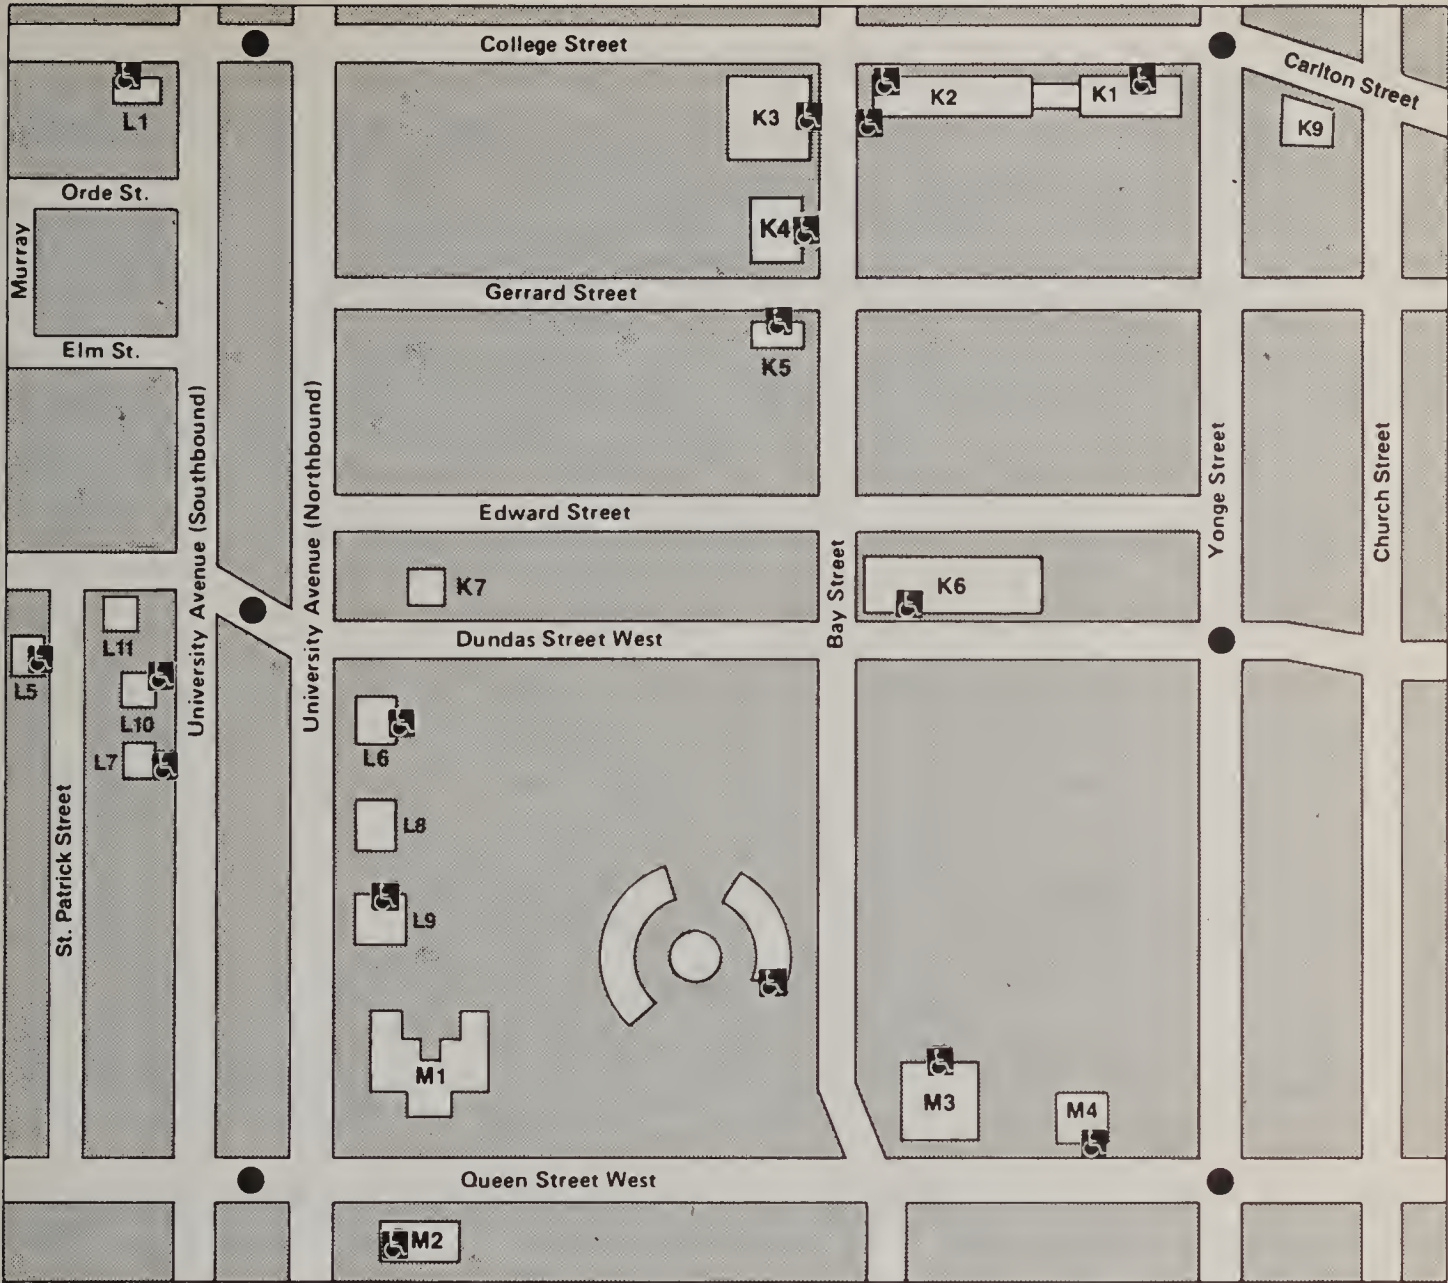 College Street
Carlton Street
L1
K3
K2
K1
K9
Orde St.
Murray
K4
Gerrard Street
Elm St.
K5
University Avenue (Southbound)
University Avenue (Northbound)
Yonge Street
Church Street
Edward Street
Bay Street
K7
K6
Dundas Street West
L11
L5
L10
L7
L6
St. Patrick Street
L8
L9
M1
M3
M4
Queen Street West
M2